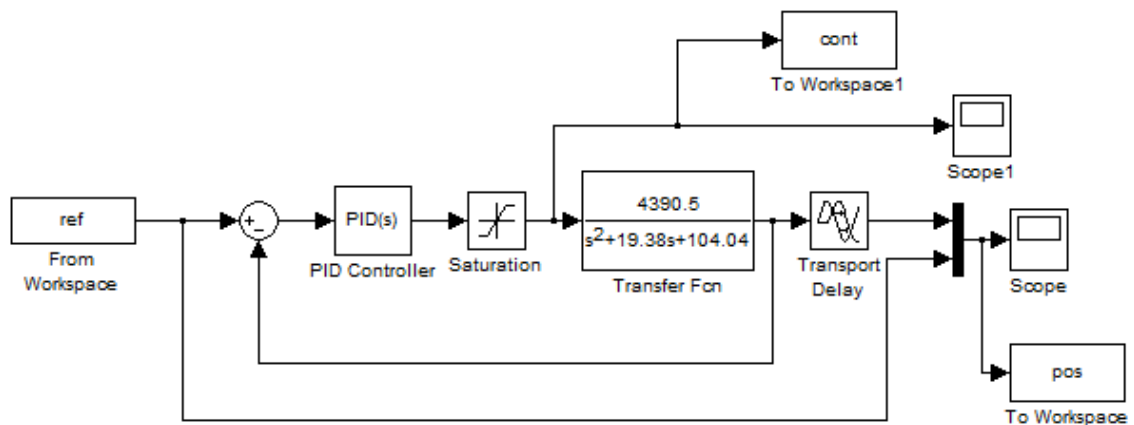 cont
To Workspace1
Scope1
4390.5
s²+19.38s+104.04
Transfer Fcn
ref
From
Workspace
+
−
PID(s)
PID Controller
Saturation
Transport
Delay
Scope
pos
To Workspace